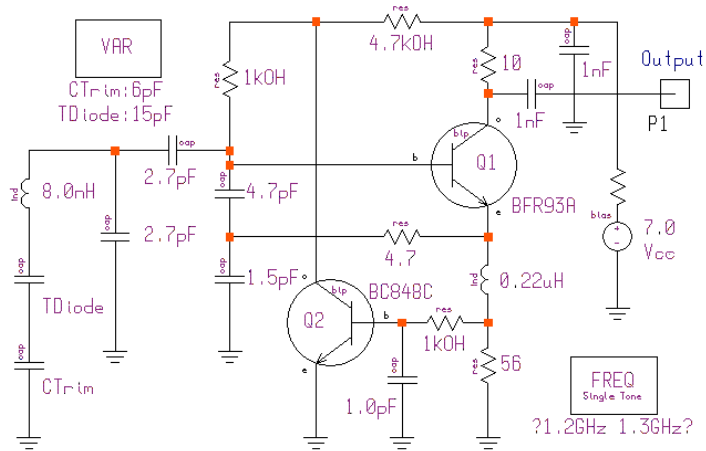 VAR
CTrim:6pF
TDiode:15pF
res
1kOH
res
4.7kOH
res
10
cap
1nF
cap
1nF
Output
P1
cap
2.7pF
ind
8.0nH
cap
2.7pF
cap
4.7pF
b
blp
c
Q1
e
BFR93A
res
4.7
bias
7.0
Vcc
+
-
cap
TDiode
cap
1.5pF
c
blp
BC848C
Q2
b
e
ind
0.22uH
res
1kOH
res
56
cap
CTrim
cap
1.0pF
FREQ
Single Tone
?1.2GHz 1.3GHz?